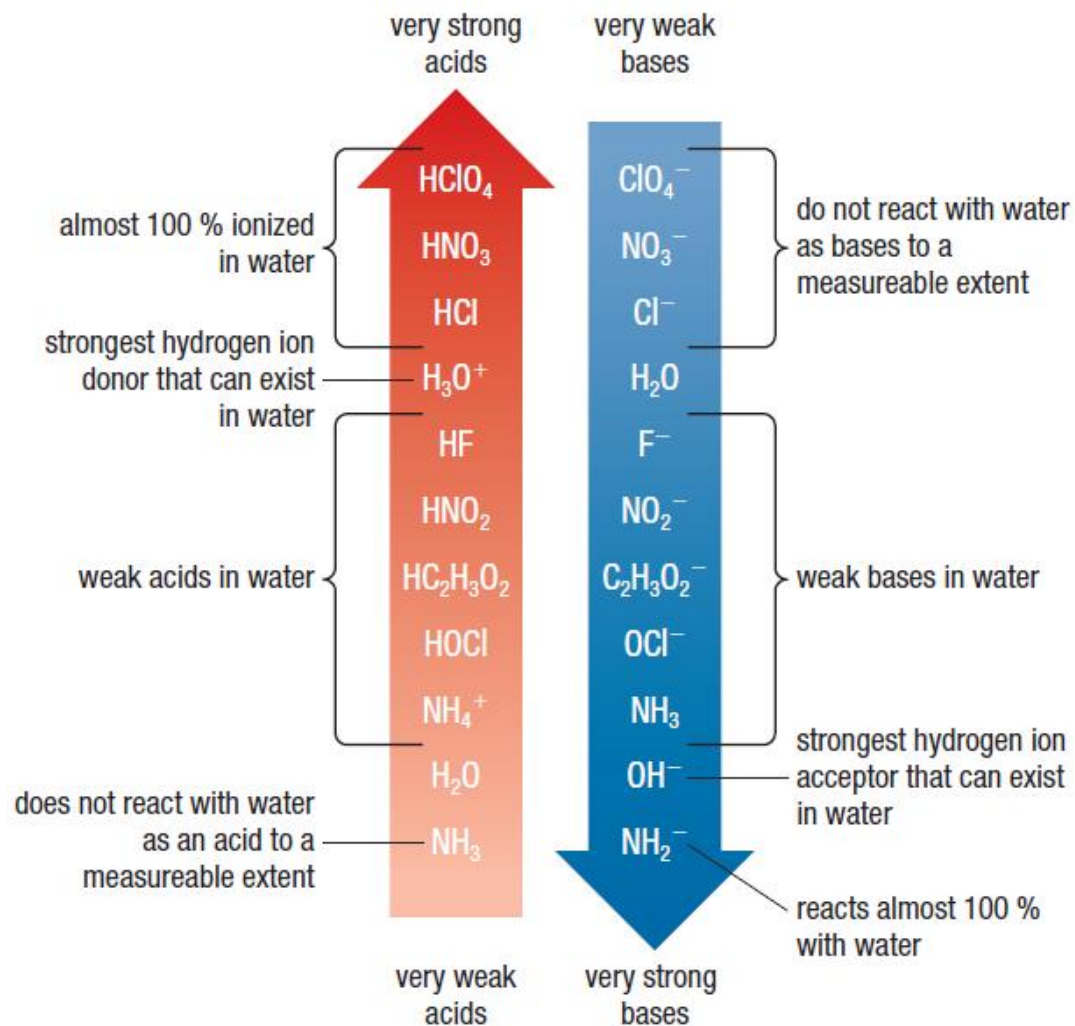 very strong
acids
very weak
bases
almost 100 % ionized
in water
strongest hydrogen ion
donor that can exist
in water
weak acids in water
does not react with water
as an acid to a
measureable extent
HClO₄
HNO₃
HCl
H₃O⁺
HF
HNO₂
HC₂H₃O₂
HOCl
NH₄⁺
H₂O
NH₃
ClO₄⁻
NO₃⁻
Cl⁻
H₂O
F⁻
NO₂⁻
C₂H₃O₂⁻
OCl⁻
NH₃
OH⁻
NH₂⁻
do not react with water
as bases to a
measureable extent
weak bases in water
strongest hydrogen ion
acceptor that can exist
in water
reacts almost 100 %
with water
very weak
acids
very strong
bases